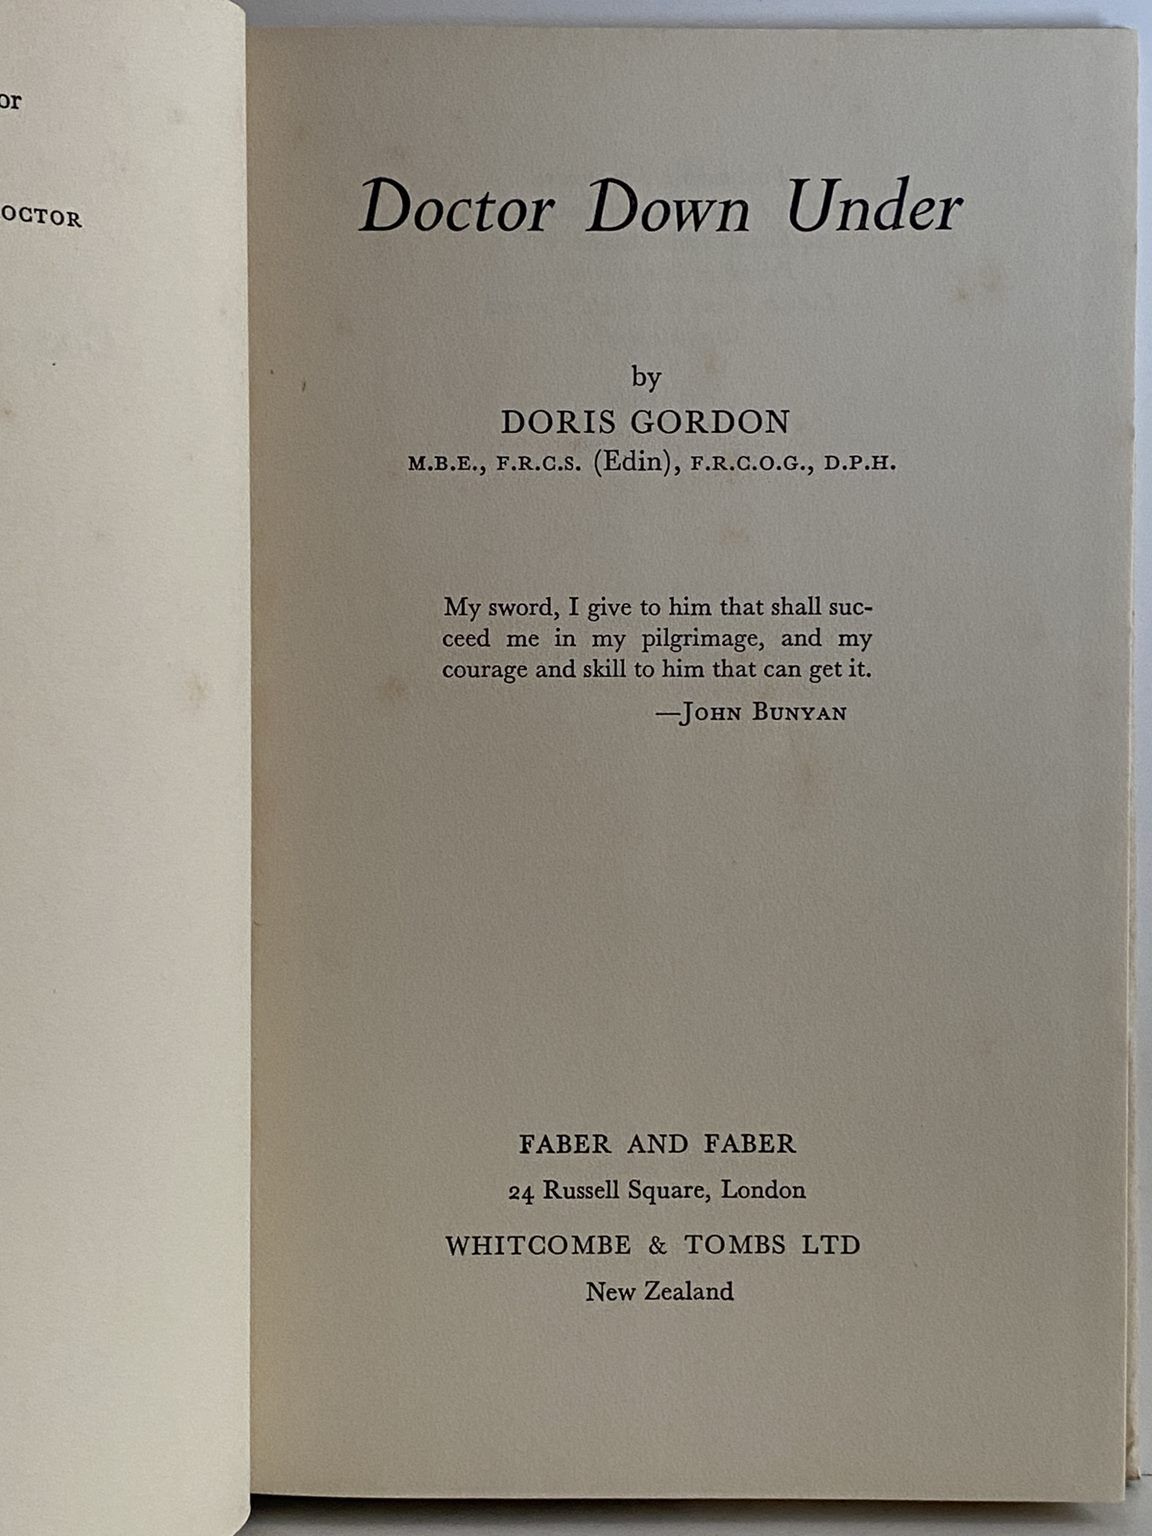 or
OCTOR
Doctor Down Under
by
DORIS GORDON
M.B.E., F.R.C.S. (Edin), F.R.C.O.G., D.P.H.
My sword, I give to him that shall suc-
ceed me in my pilgrimage, and my
courage and skill to him that can get it.
—JOHN BUNYAN
FABER AND FABER
24 Russell Square, London
WHITCOMBE & TOMBS LTD
New Zealand